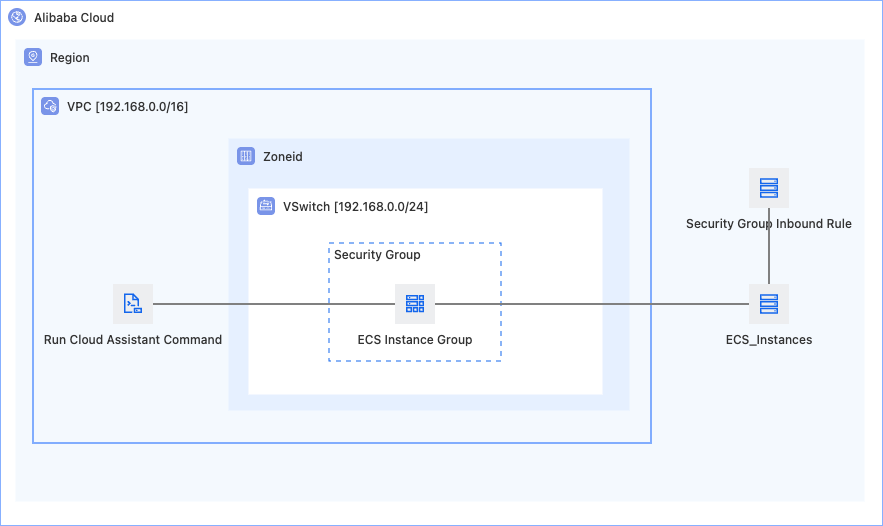 Alibaba Cloud
Region
VPC [192.168.0.0/16]
Zoneid
VSwitch [192.168.0.0/24]
Security Group Inbound Rule
Security Group
Run Cloud Assistant Command
ECS Instance Group
ECS_Instances